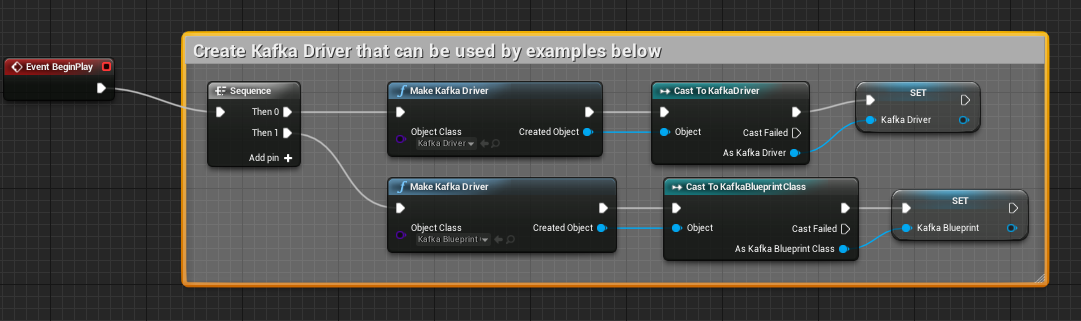 Create Kafka Driver that can be used by examples below
Event BeginPlay
Sequence
Then 0
Then 1
Add pin
Make Kafka Driver
Object Class
Kafka Driver
Created Object
Cast To KafkaDriver
Object
Cast Failed
As Kafka Driver
SET
Kafka Driver
Make Kafka Driver
Object Class
Kafka Blueprint
Created Object
Cast To KafkaBlueprintClass
Object
Cast Failed
As Kafka Blueprint Class
SET
Kafka Blueprint